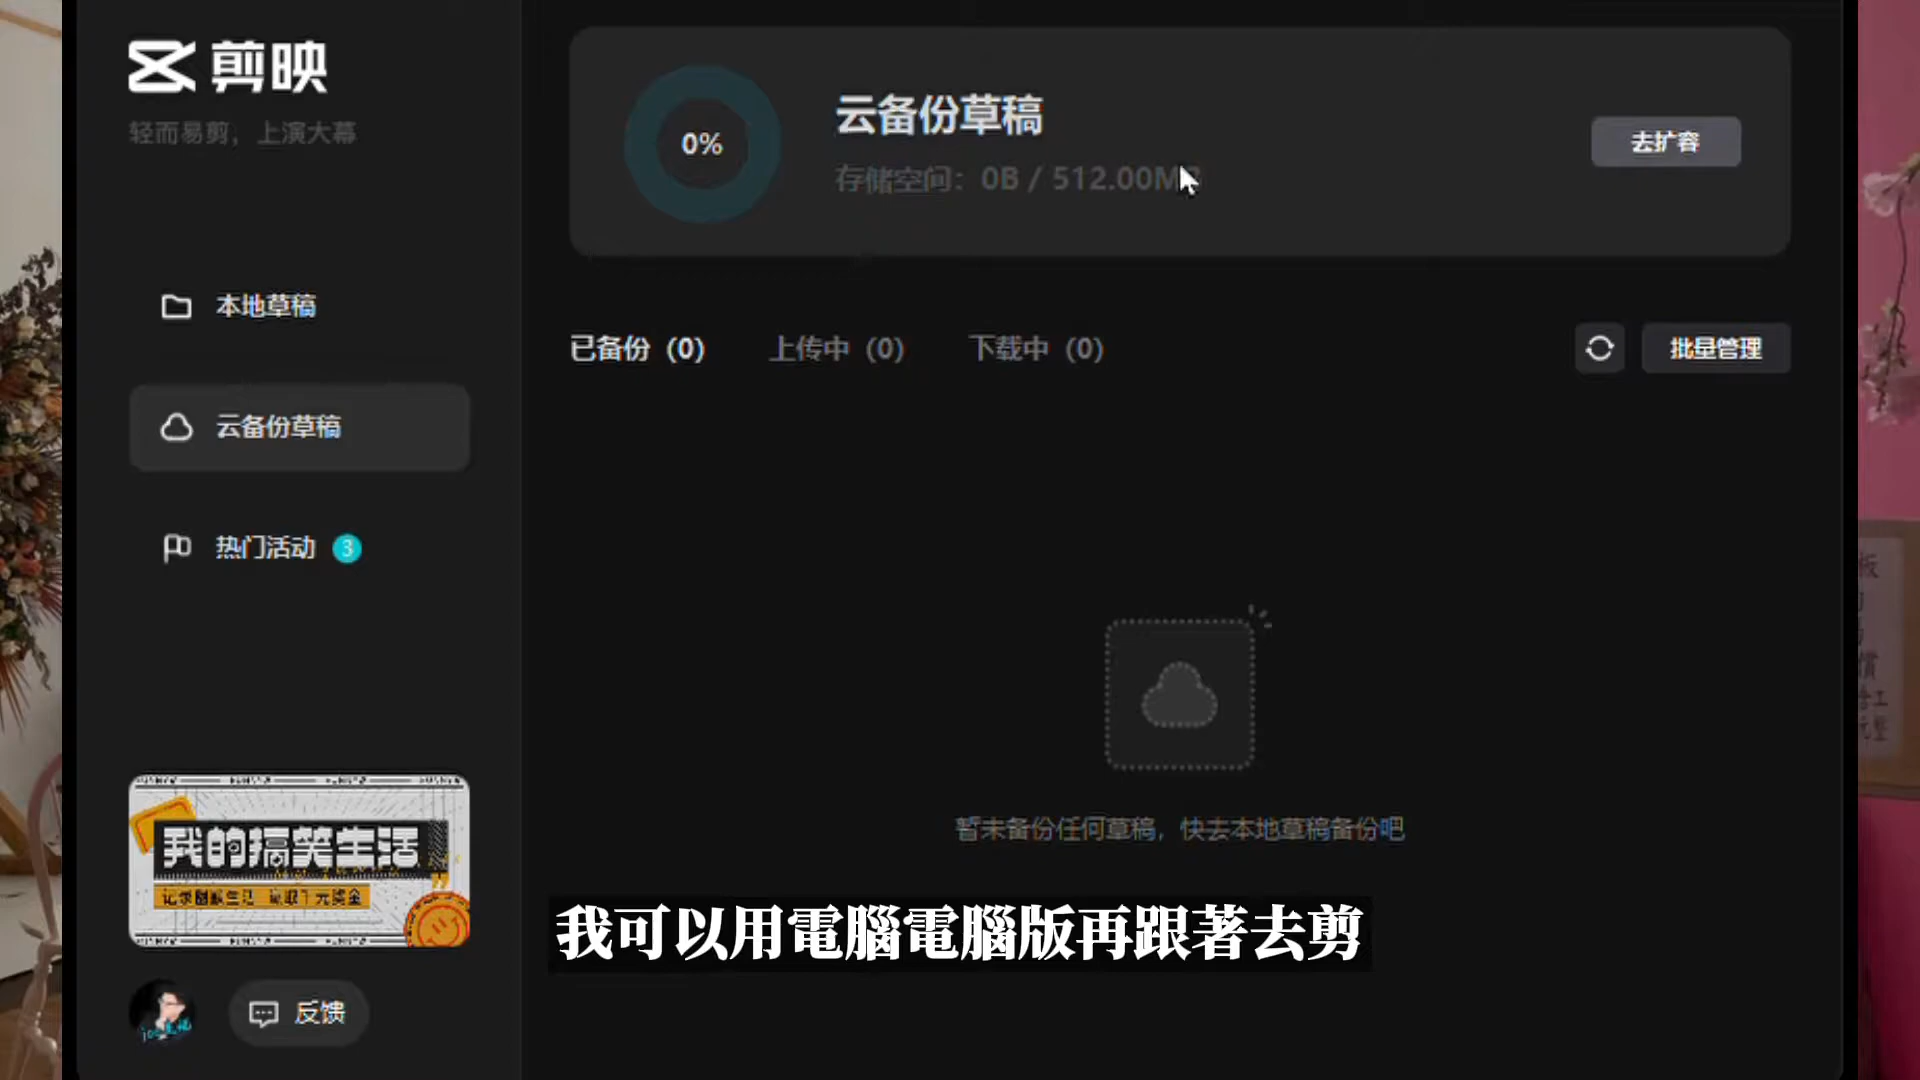 剪映
轻而易剪，上演大幕
本地草稿
云备份草稿
热门活动 3
我的搞笑生活
反馈
0%
云备份草稿
存储空间：0B / 512.00M
去扩容
已备份 (0) 上传中 (0) 下载中 (0)
批量管理
暂未备份任何草稿，快去本地草稿备份吧
我可以用電腦電腦版再跟著去剪